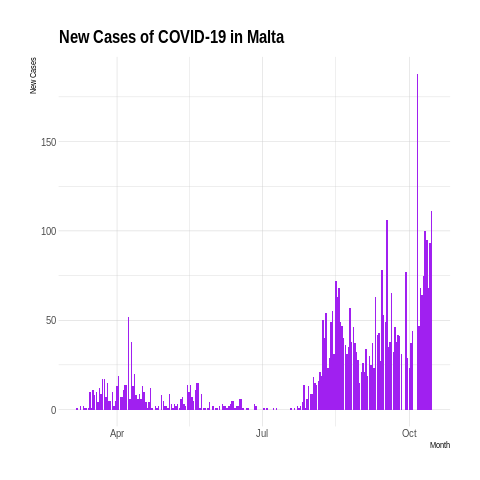 New Cases of COVID-19 in Malta
New Cases
150
100
50
0
Apr
Jul
Oct
Month